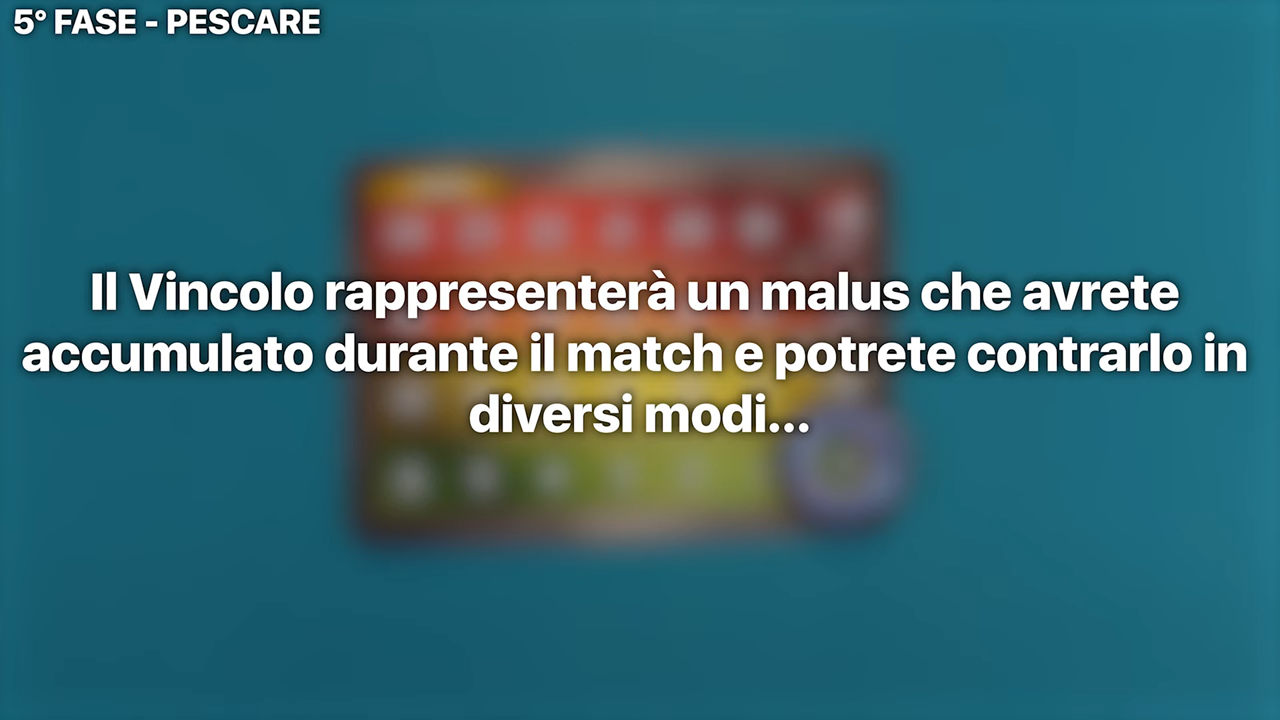 5° FASE - PESCARE
Il Vincolo rappresenterà un malus che avrete
accumulato durante il match e potrete contrarlo in
diversi modi...